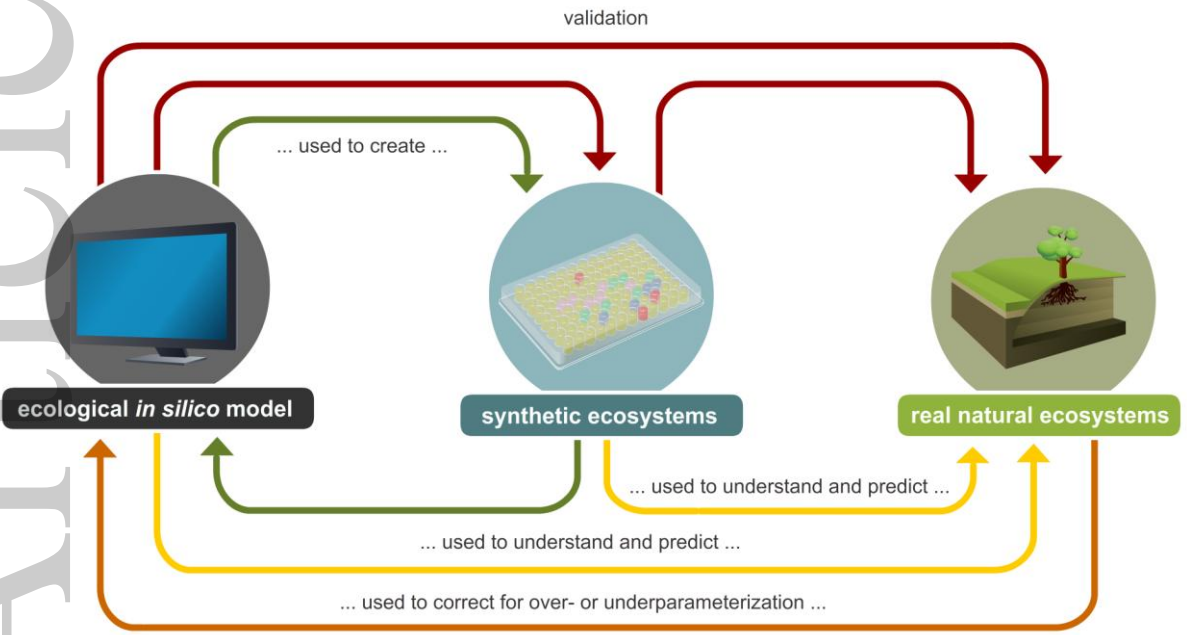 validation
... used to create ...
ecological in silico model
synthetic ecosystems
real natural ecosystems
... used to understand and predict ...
... used to understand and predict ...
... used to correct for over- or underparameterization ...